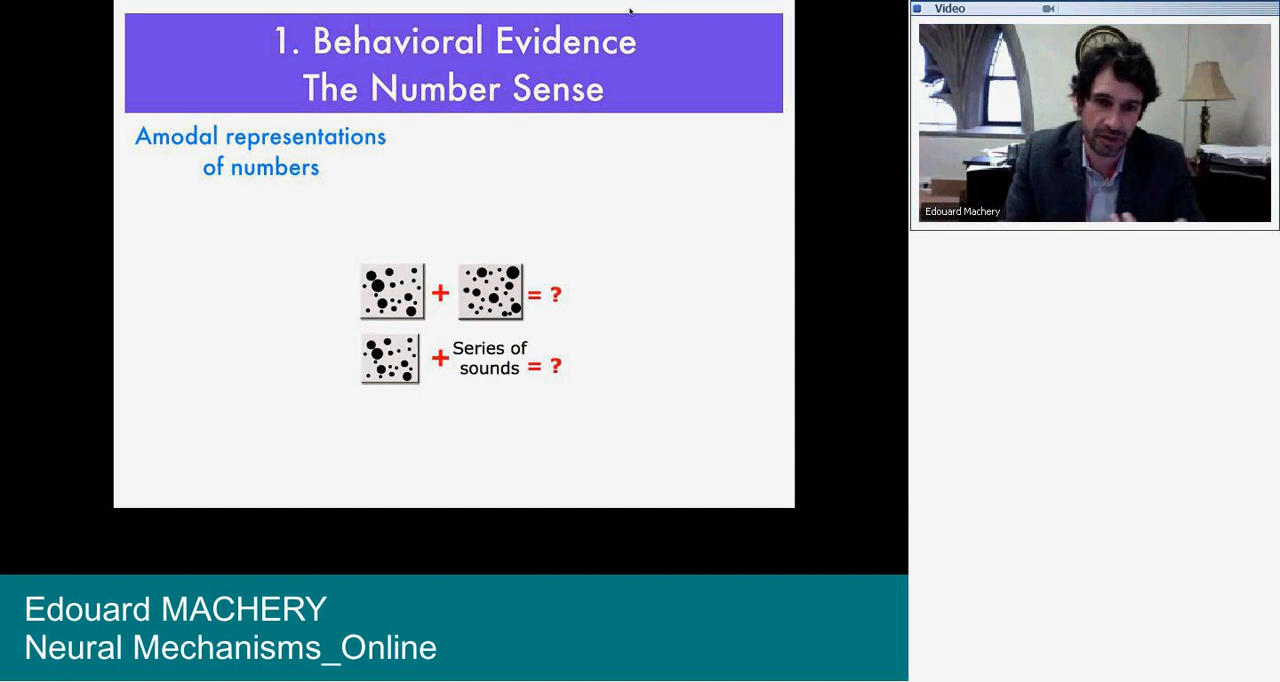 1. Behavioral Evidence
The Number Sense
Amodal representations
of numbers
+ = ?
+ Series of
sounds = ?
Video
Edouard Machery
Edouard MACHERY
Neural Mechanisms_Online